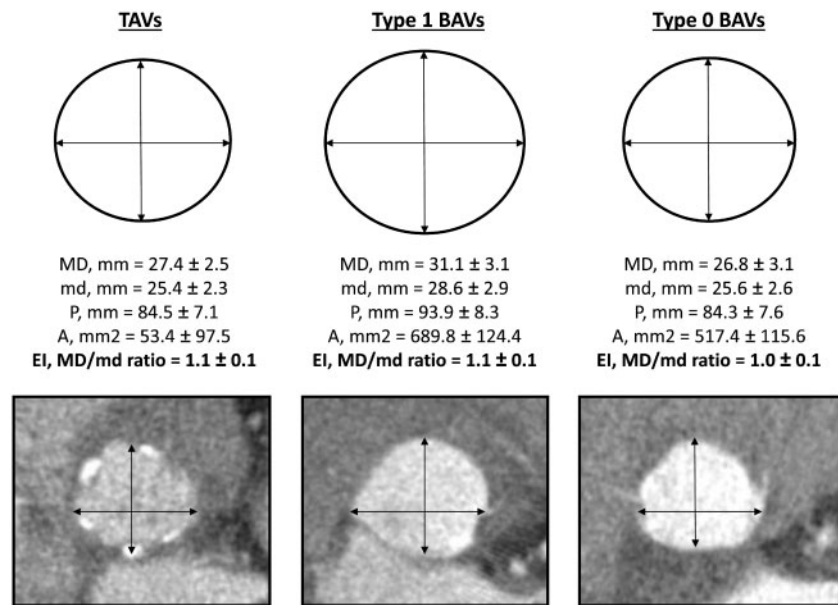 TAVs
MD, mm = 27.4 ± 2.5
md, mm = 25.4 ± 2.3
P, mm = 84.5 ± 7.1
A, mm2 = 53.4 ± 97.5
EI, MD/md ratio = 1.1 ± 0.1
Type 1 BAVs
MD, mm = 31.1 ± 3.1
md, mm = 28.6 ± 2.9
P, mm = 93.9 ± 8.3
A, mm2 = 689.8 ± 124.4
EI, MD/md ratio = 1.1 ± 0.1
Type 0 BAVs
MD, mm = 26.8 ± 3.1
md, mm = 25.6 ± 2.6
P, mm = 84.3 ± 7.6
A, mm2 = 517.4 ± 115.6
EI, MD/md ratio = 1.0 ± 0.1